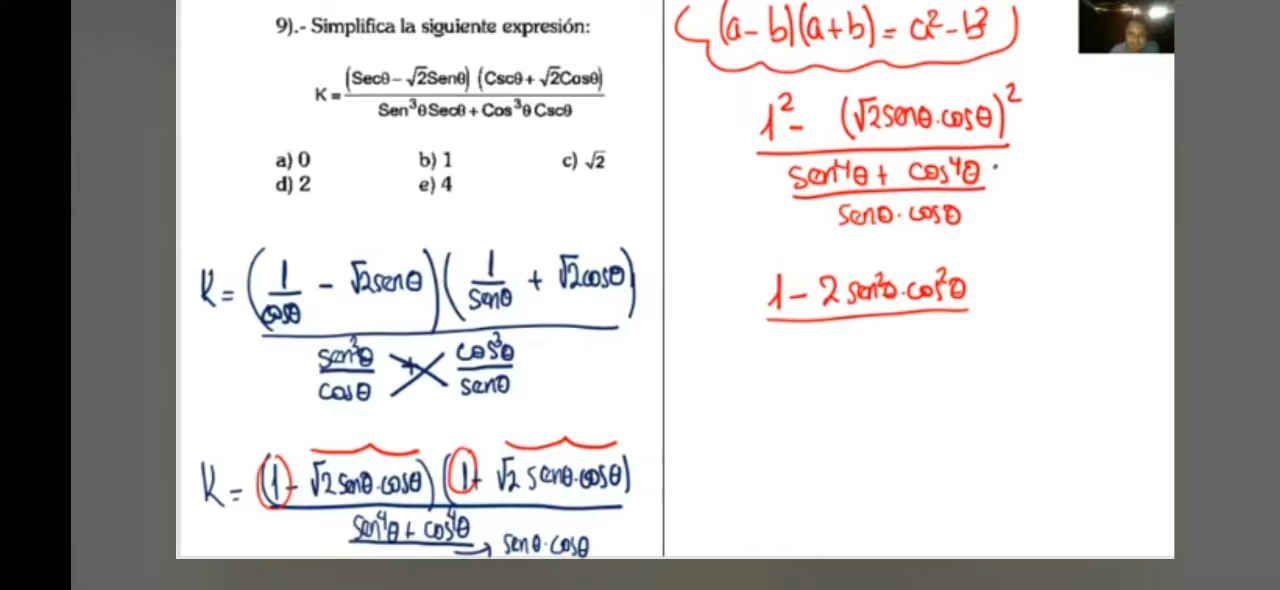 9).- Simplifica la siguiente expresión:
K = (Secθ - √2Senθ) (Cscθ + √2Cosθ)
Sen³θSecθ + Cos³θ Cscθ
a) 0 b) 1 c) √2
d) 2 e) 4
K = (1/cosθ - √2senθ)(1/senθ + √2cosθ)
sen³θ/cosθ + cos³θ/senθ
K = (1 - √2 senθ.cosθ)(1 + √2 senθ.cosθ)
sen⁴θ + cos⁴θ
senθ.cosθ
(a - b)(a + b) = a² - b²
1² - (√2senθ.cosθ)²
sen⁴θ + cos⁴θ
senθ.cosθ
1 - 2 sen²θ.cos²θ